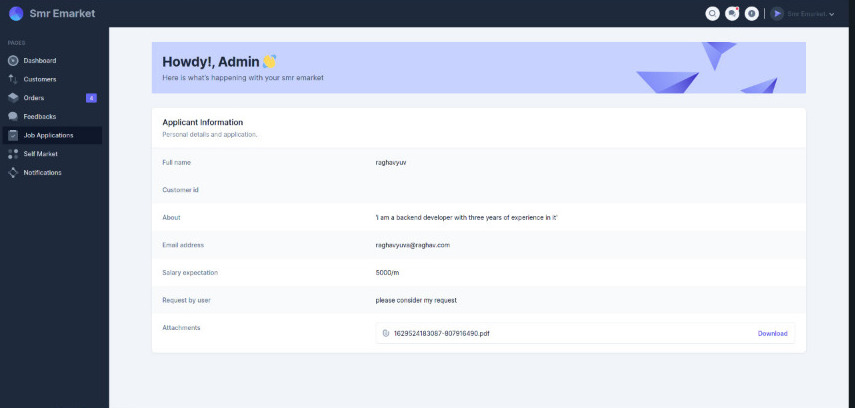 Smr Emarket
Smr Emarket
PAGES
Dashboard
Customers
Orders
4
Feedbacks
Job Applications
Self Market
Notifications
Howdy!, Admin 👋
Here is what's happening with your smr emarket
Applicant Information
Personal details and application.
Full name
raghavyuv
Customer id
About
'I am a backend developer with three years of experience in it'
Email address
raghavyuva@raghav.com
Salary expectation
5000/m
Request by user
please consider my request
Attachments
1629524183087-807916490.pdf
Download